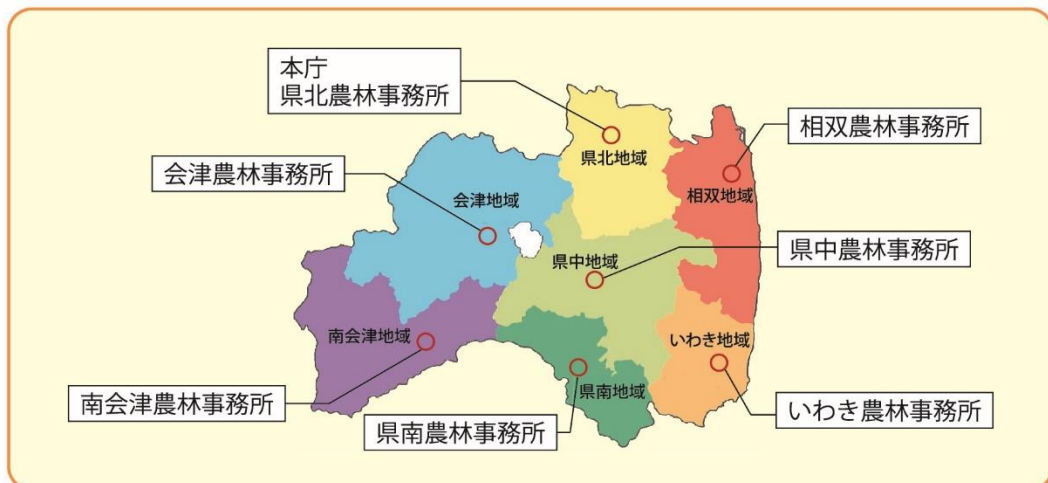 本庁
県北農林事務所
相双農林事務所
県北地域
会津農林事務所
会津地域
相双地域
県中農林事務所
県中地域
南会津地域
いわき地域
県南地域
南会津農林事務所
県南農林事務所
いわき農林事務所